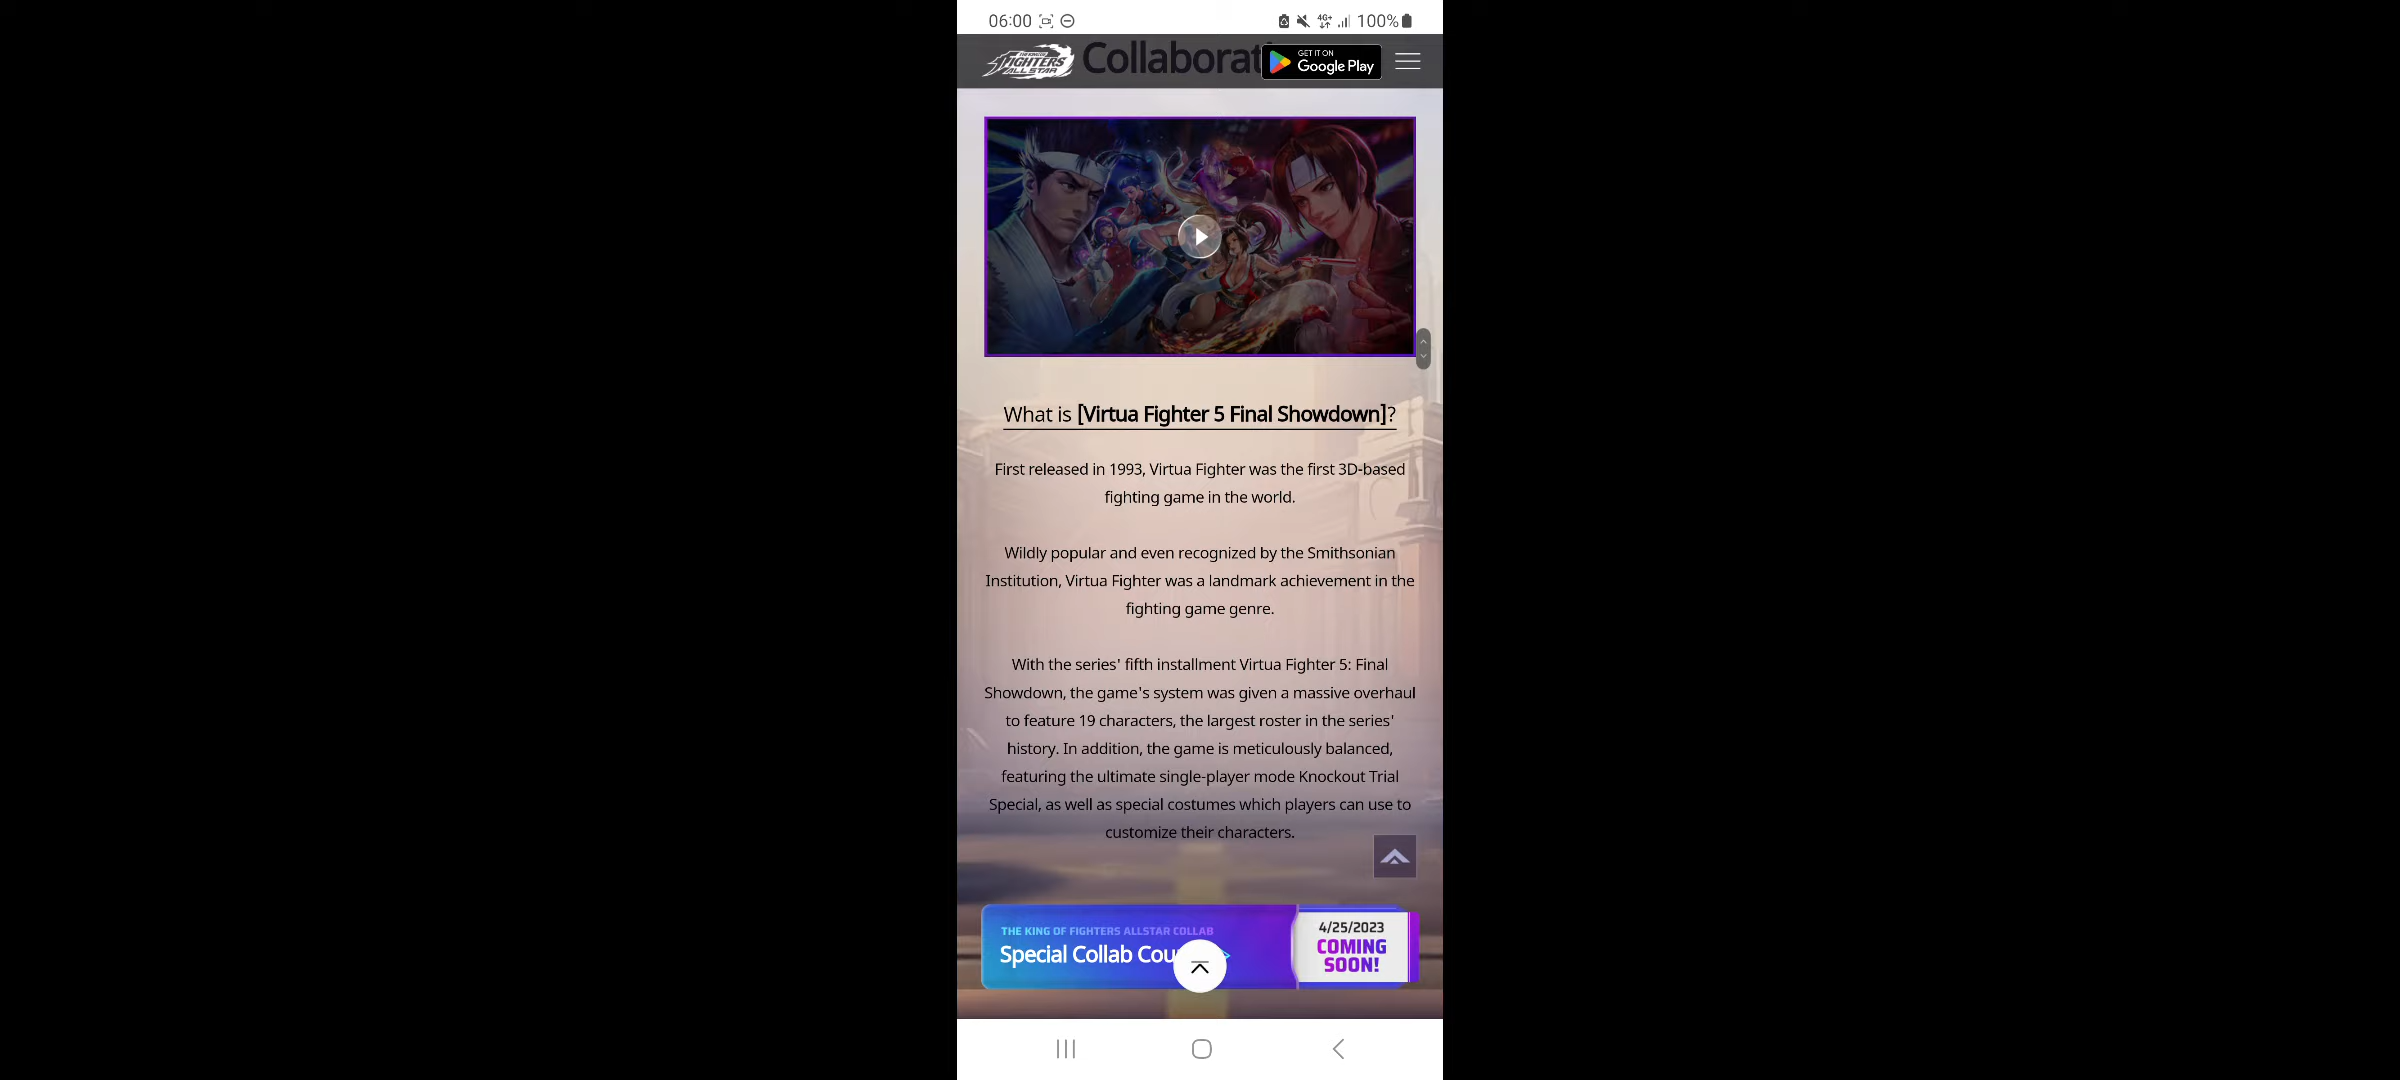 06:00
4G+
100%
THE KING OF
FIGHTERS
ALL STAR
Collaborat
GET IT ON
Google Play
What is [Virtua Fighter 5 Final Showdown]?
First released in 1993, Virtua Fighter was the first 3D-based
fighting game in the world.
Wildly popular and even recognized by the Smithsonian
Institution, Virtua Fighter was a landmark achievement in the
fighting game genre.
With the series' fifth installment Virtua Fighter 5: Final
Showdown, the game's system was given a massive overhaul
to feature 19 characters, the largest roster in the series'
history. In addition, the game is meticulously balanced,
featuring the ultimate single-player mode Knockout Trial
Special, as well as special costumes which players can use to
customize their characters.
THE KING OF FIGHTERS ALLSTAR COLLAB
Special Collab Cou
4/25/2023
COMING
SOON!